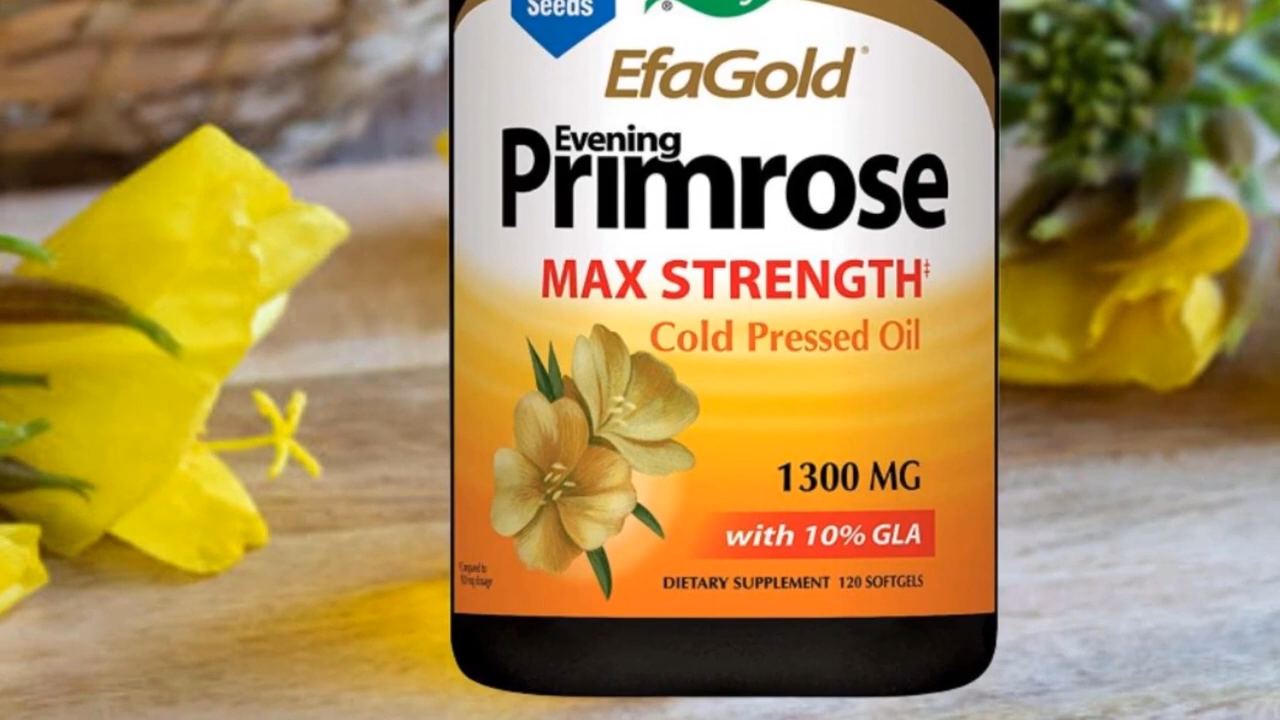 Seeds
®
EfaGold®
Evening
Primrose
MAX STRENGTH‡
Cold Pressed Oil
1300 MG
with 10% GLA
DIETARY SUPPLEMENT 120 SOFTGELS